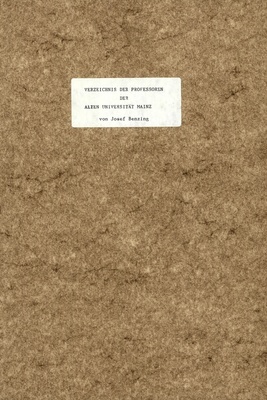 VERZEICHNIS DER PROFESSOREN
DER
ALTEN UNIVERSITÄT MAINZ
von Josef Benzing